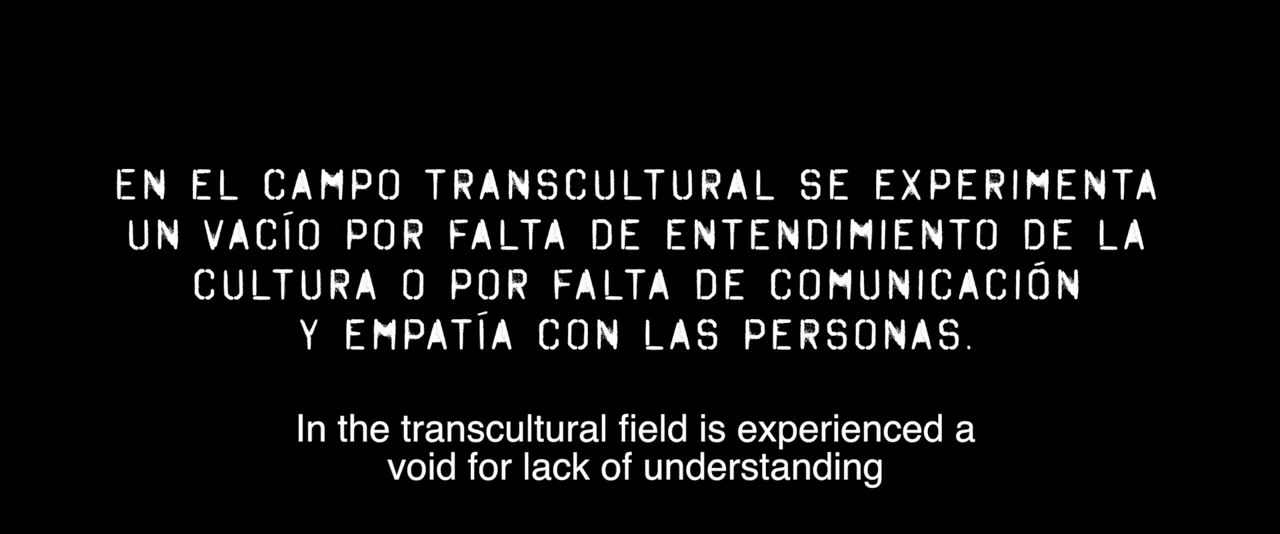 EN EL CAMPO TRANSCULTURAL SE EXPERIMENTA
UN VACÍO POR FALTA DE ENTENDIMIENTO DE LA
CULTURA O POR FALTA DE COMUNICACIÓN
Y EMPATÍA CON LAS PERSONAS.
In the transcultural field is experienced a
void for lack of understanding